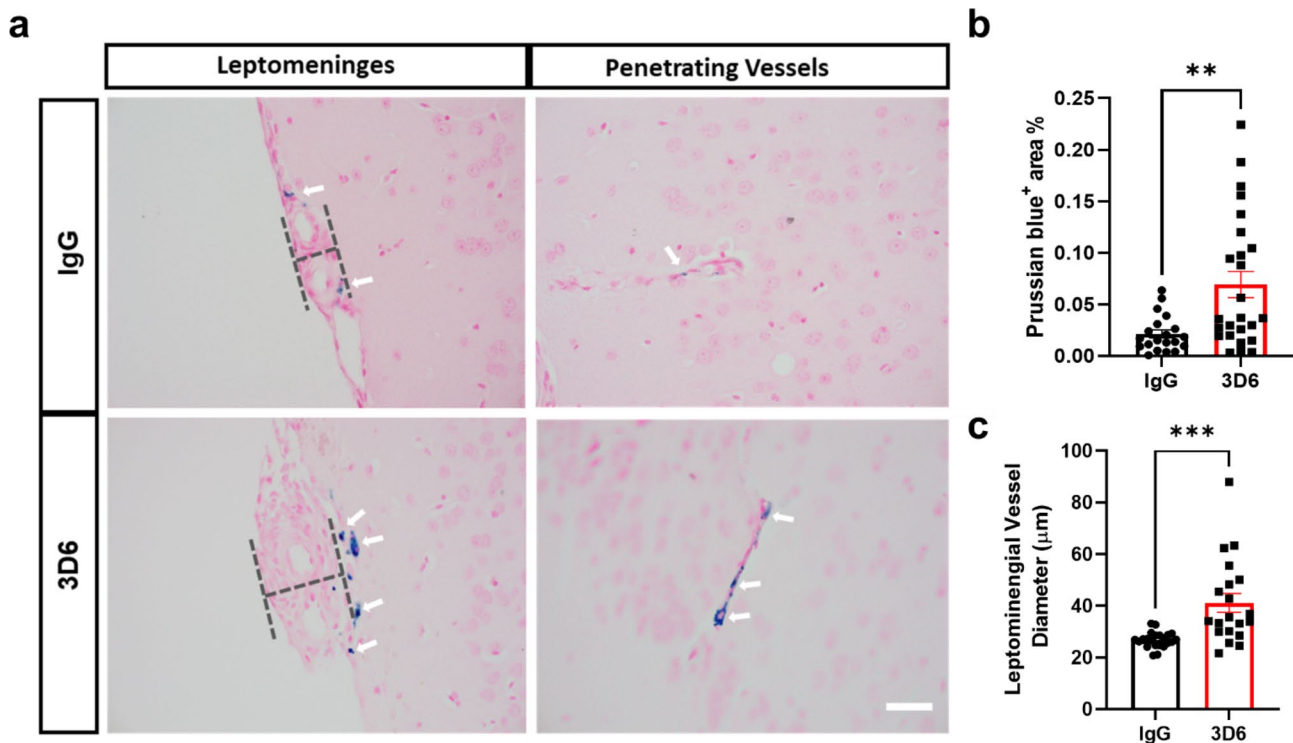 a
Leptomeninges
Penetrating Vessels
IgG
3D6
b
**
Prussian blue⁺ area %
0.25
0.20
0.15
0.10
0.05
0.00
IgG
3D6
c
***
Leptominengial Vessel
Diameter (μm)
100
80
60
40
20
0
IgG
3D6